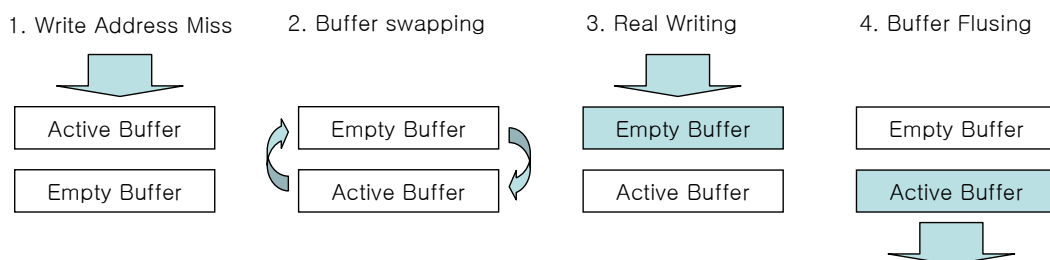 1. Write Address Miss
2. Buffer swapping
3. Real Writing
4. Buffer Flusing
Active Buffer
Empty Buffer
Empty Buffer
Empty Buffer
Empty Buffer
Active Buffer
Active Buffer
Active Buffer